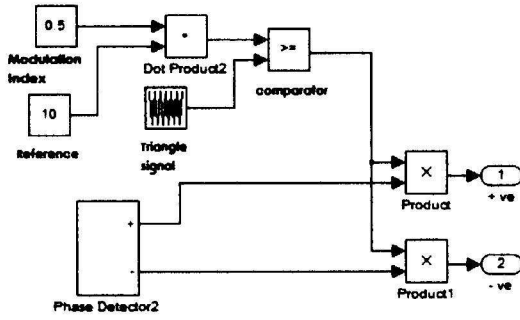 0.5
Modulation
Index
•
Dot Product2
>=
comparator
10
Reference
Triangle
signal
×
Product
1
+ ve
+
-
Phase Detector2
×
Product1
2
- ve